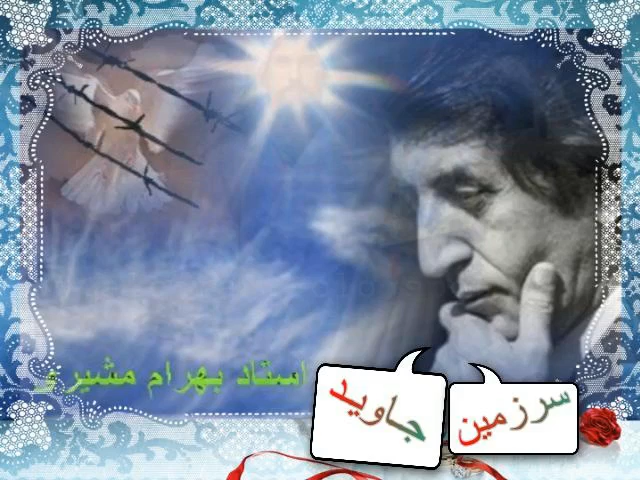 استاد بهرام مشیری
سرزمین
جاوید